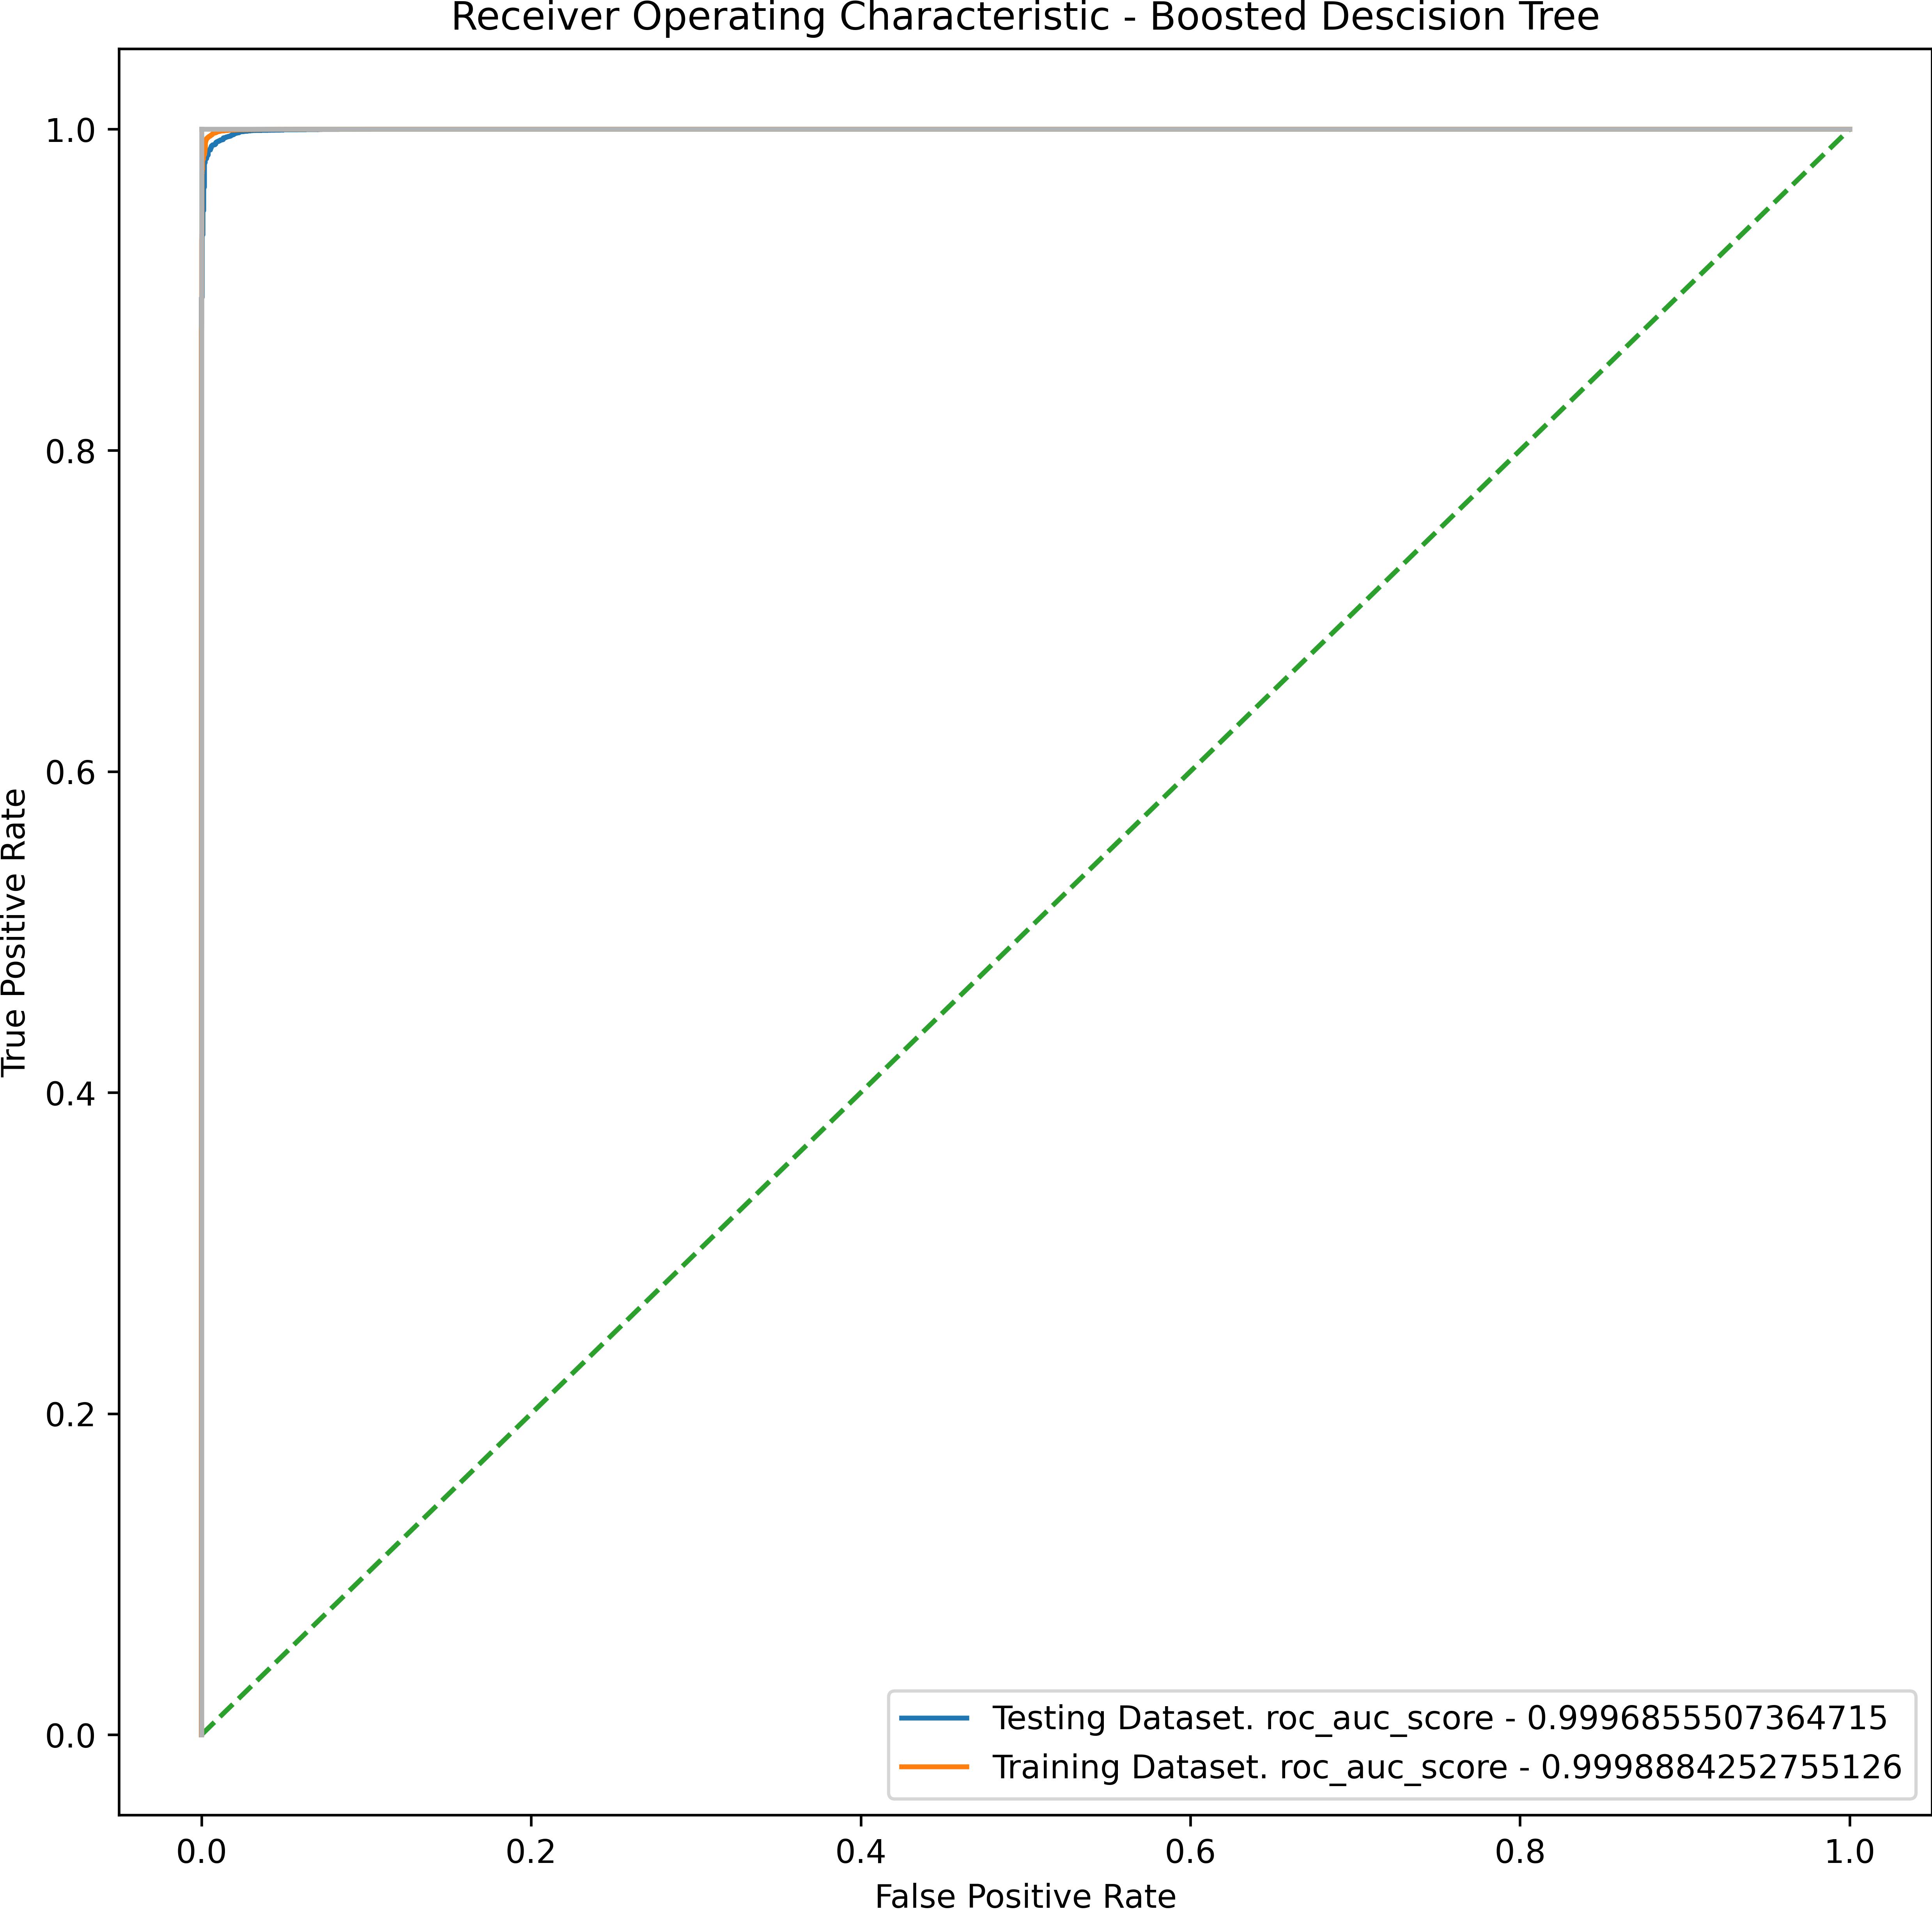 Receiver Operating Characteristic - Boosted Descision Tree
True Positive Rate
1.0
0.8
0.6
0.4
0.2
0.0
Testing Dataset. roc_auc_score - 0.9996855507364715
Training Dataset. roc_auc_score - 0.9998884252755126
0.0 0.2 0.4 0.6 0.8 1.0
False Positive Rate